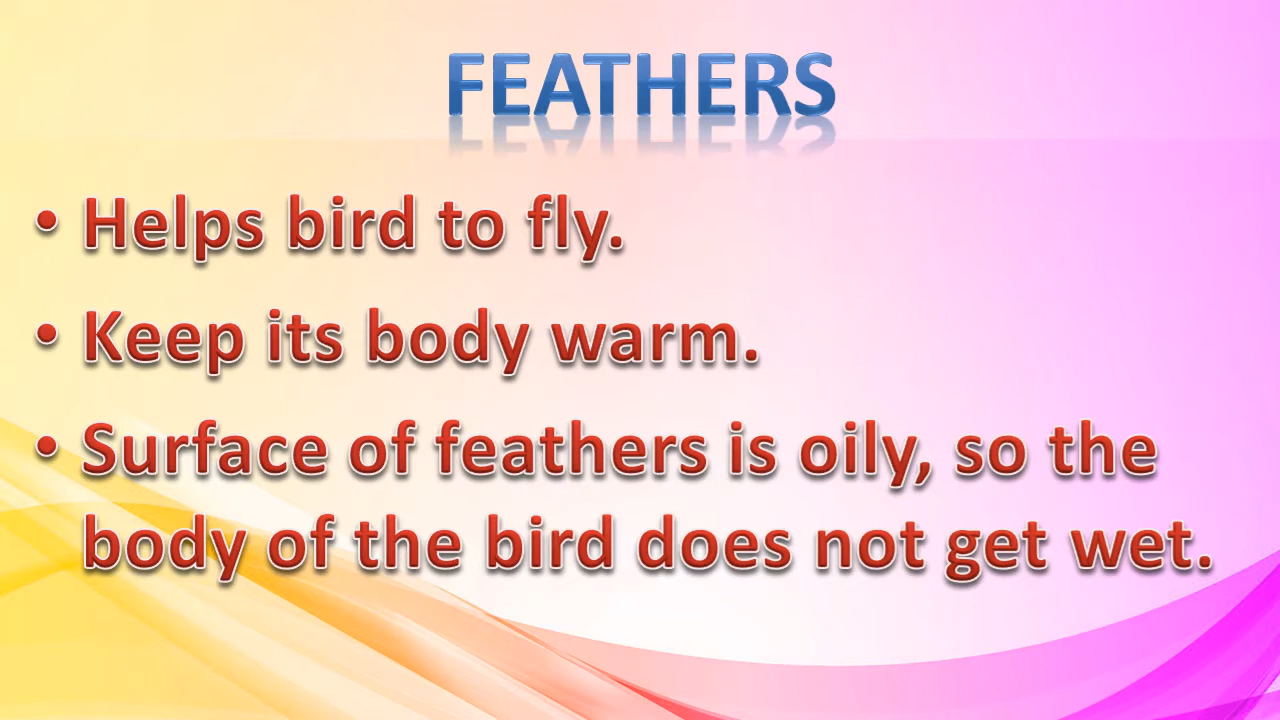 FEATHERS
• Helps bird to fly.
• Keep its body warm.
• Surface of feathers is oily, so the
body of the bird does not get wet.